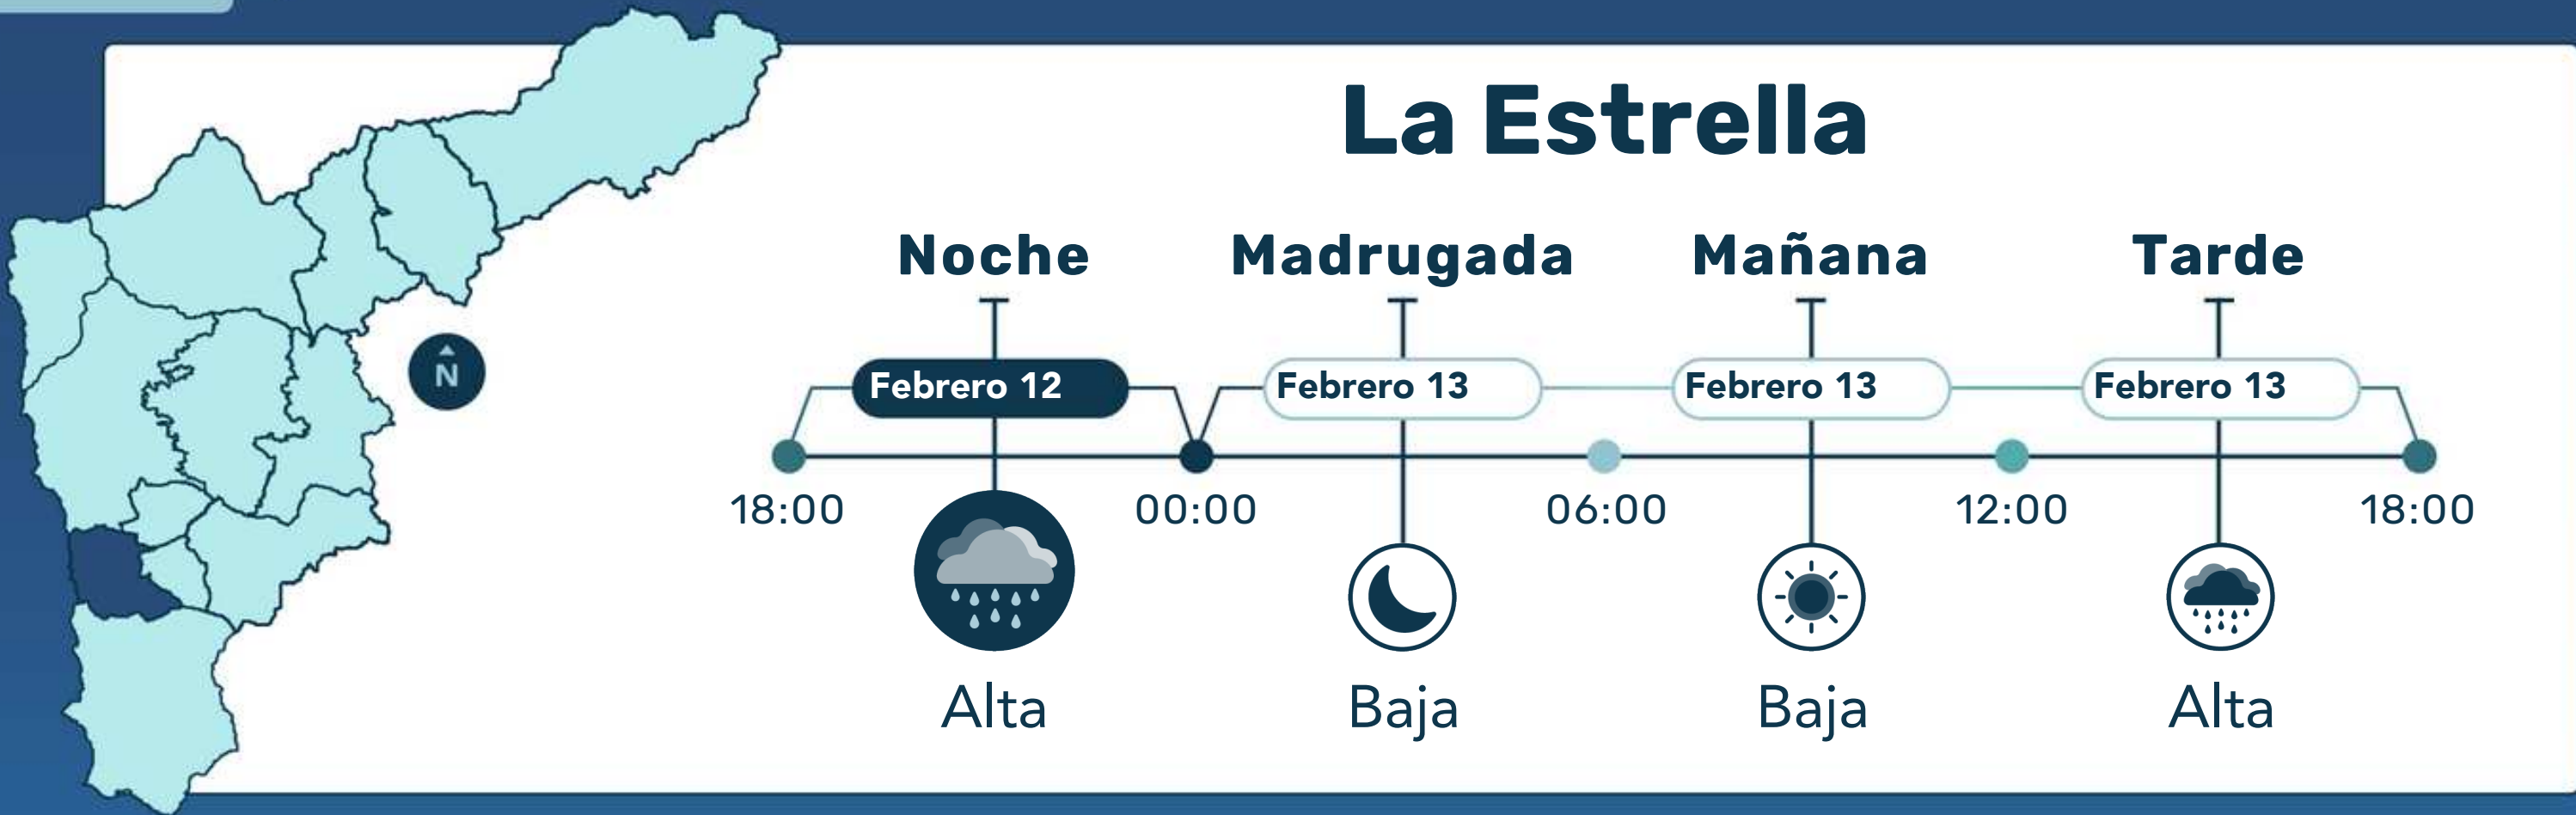 La Estrella
Noche Madrugada Mañana Tarde
Febrero 12 Febrero 13 Febrero 13 Febrero 13
N
18:00 00:00 06:00 12:00 18:00
Alta Baja Baja Alta